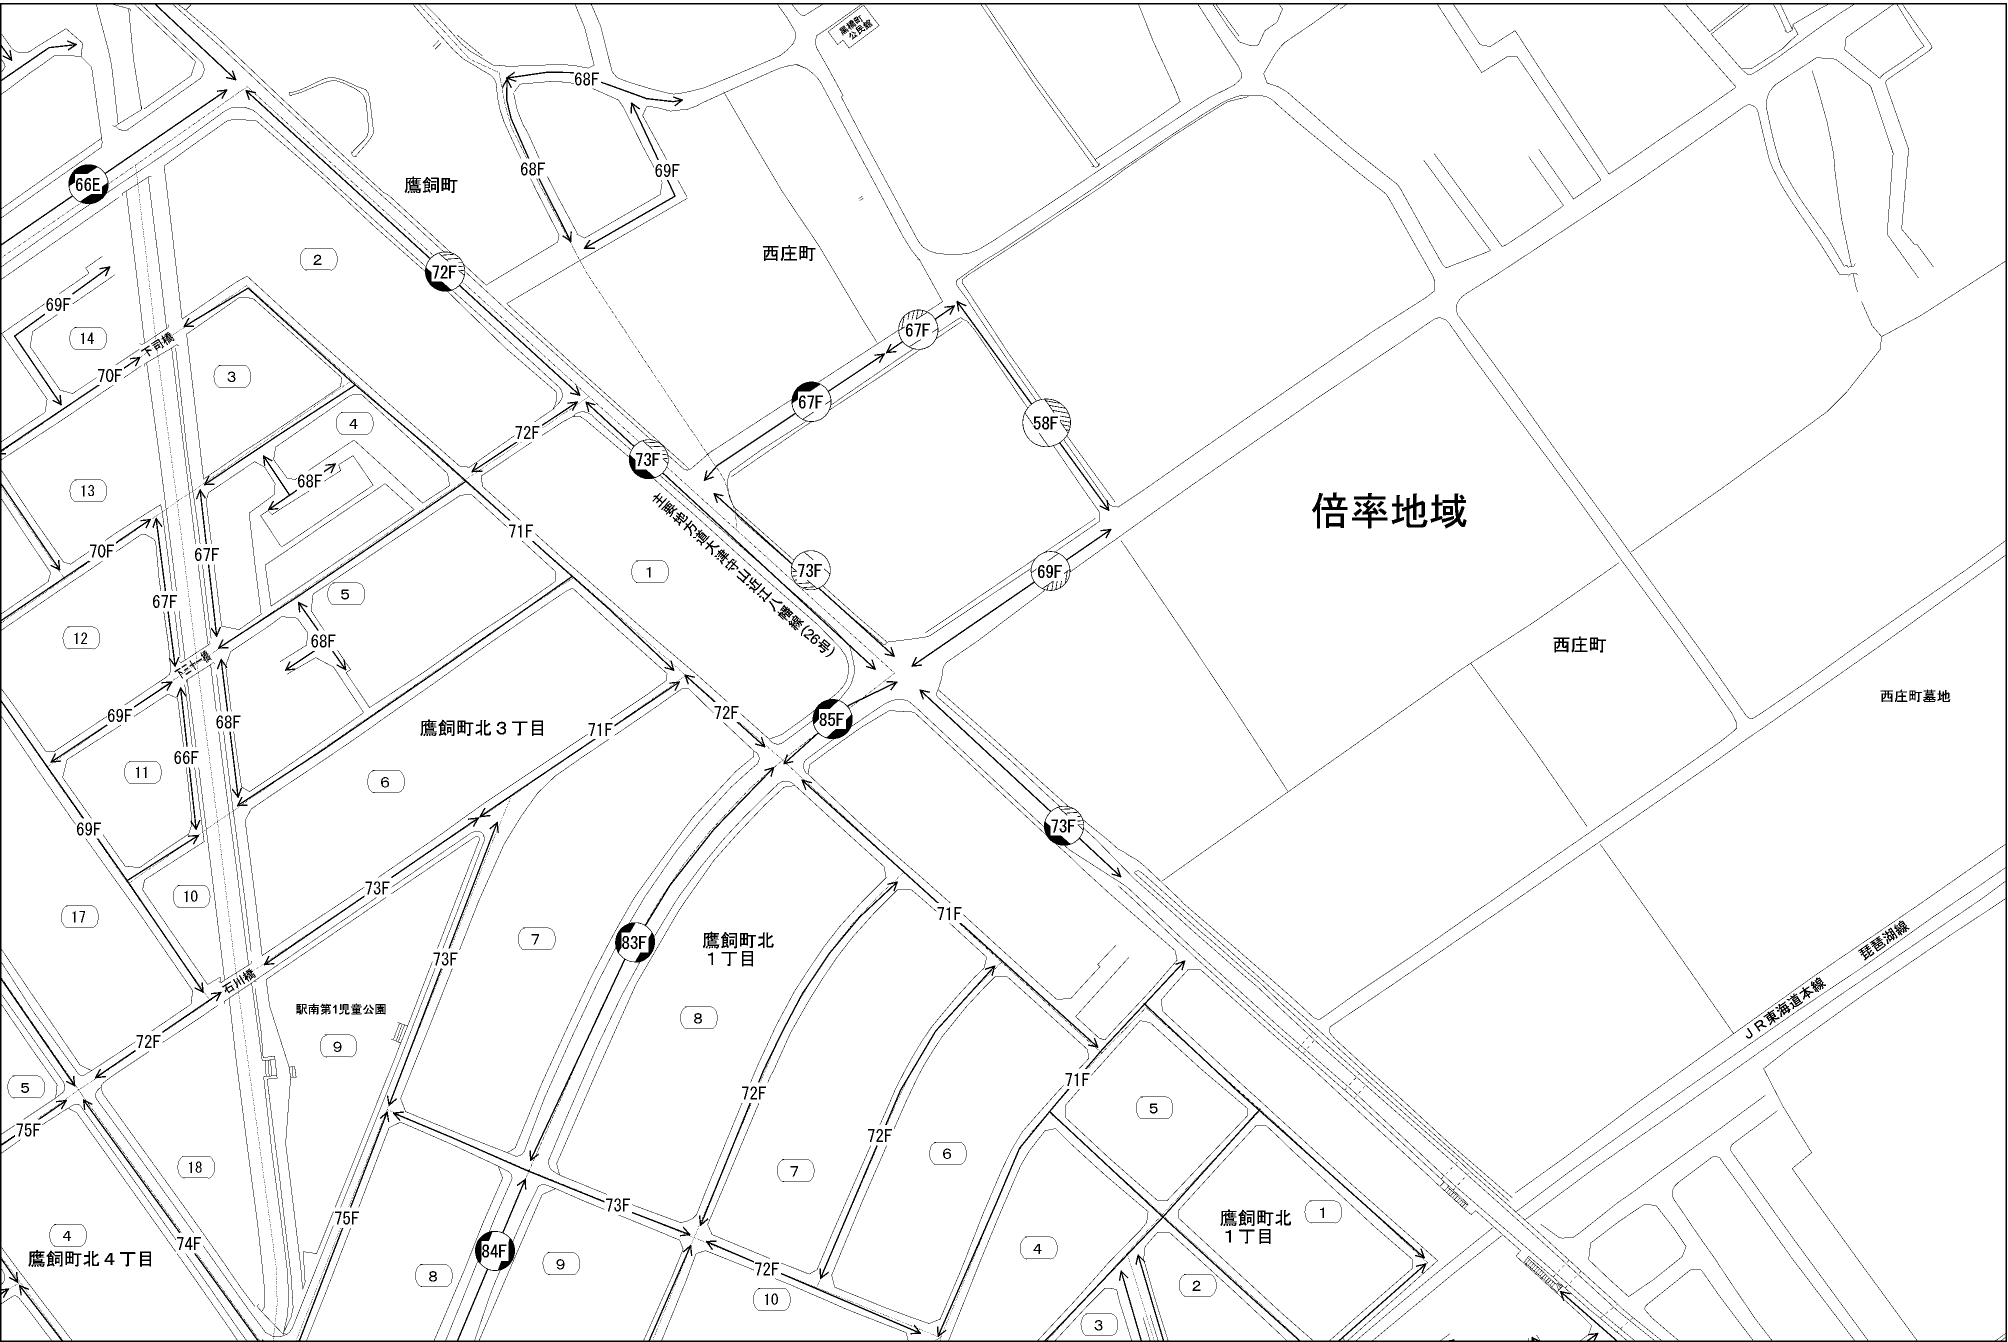 黒橋町
公民館
68F
66E
68F
69F
鷹飼町
西庄町
2
72F
69F
67F
14
下司橋
70F
3
67F
4
58F
72F
73F
68F
13
倍率地域
71F
70F
67F
主要地方道大津守山近江八幡線(26号)
73F
69F
1
5
67F
12
68F
西庄町
下三十一橋
西庄町墓地
69F
68F
72F
85F
鷹飼町北3丁目
71F
66F
11
6
69F
73F
73F
10
17
71F
7
83F
鷹飼町北
1丁目
琵琶湖線
73F
石川橋
駅南第1児童公園
JR東海道本線
8
72F
9
71F
5
72F
5
75F
72F
6
18
7
73F
75F
鷹飼町北
1丁目
1
4
鷹飼町北4丁目
74F
84F
4
9
8
72F
2
10
3